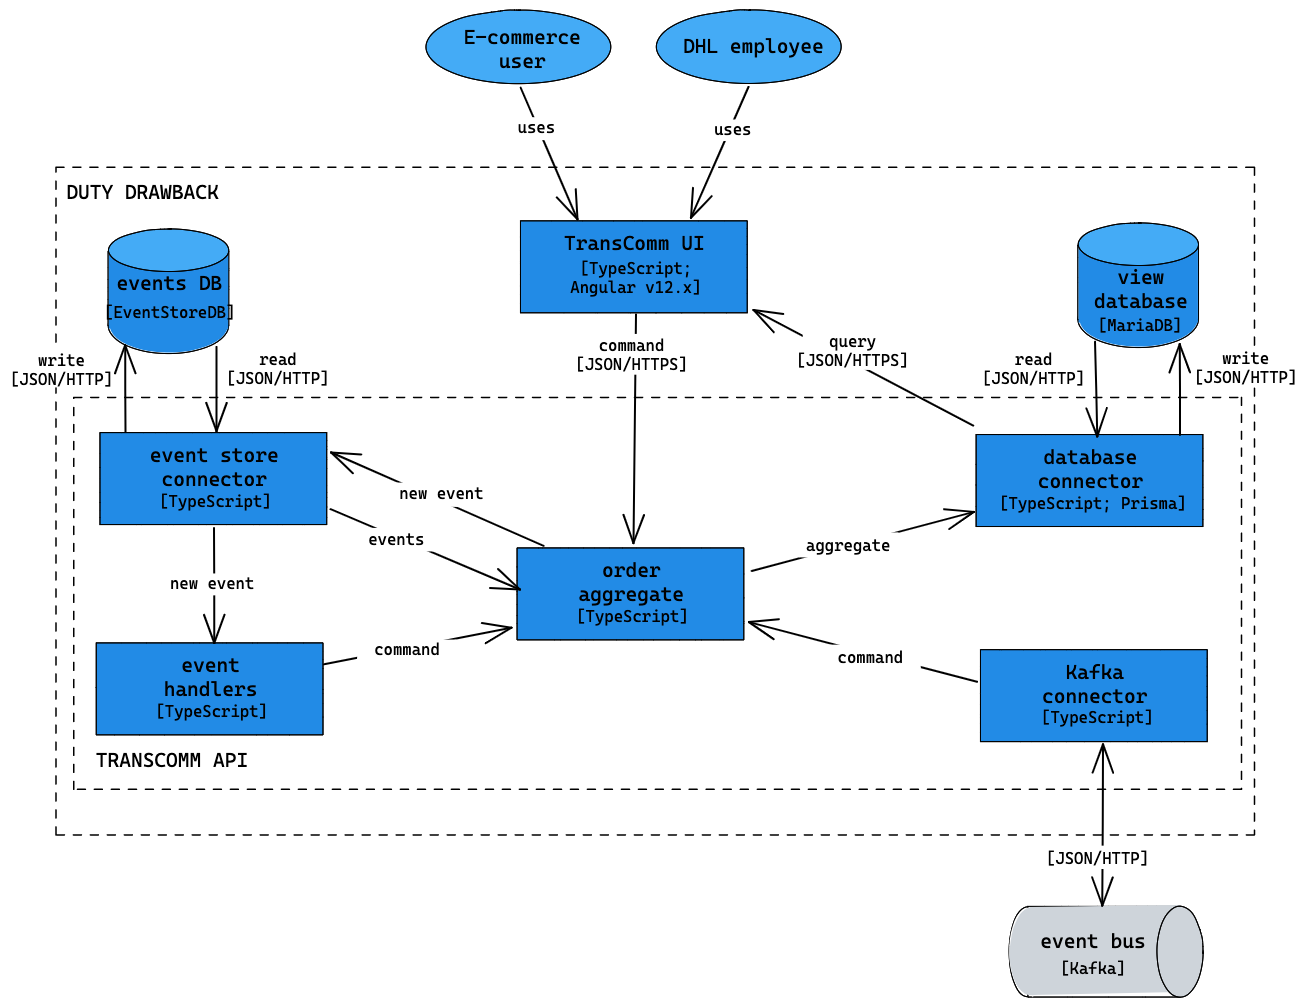 E-commerce
user
DHL employee
uses
uses
DUTY DRAWBACK
events DB
[EventStoreDB]
TransComm UI
[TypeScript;
Angular v12.x]
view
database
[MariaDB]
write
[JSON/HTTP]
read
[JSON/HTTP]
command
[JSON/HTTPS]
query
[JSON/HTTPS]
read
[JSON/HTTP]
write
[JSON/HTTP]
event store
connector
[TypeScript]
new event
events
database
connector
[TypeScript; Prisma]
aggregate
new event
order
aggregate
[TypeScript]
event
handlers
[TypeScript]
command
command
Kafka
connector
[TypeScript]
TRANSCOMM API
[JSON/HTTP]
event bus
[Kafka]